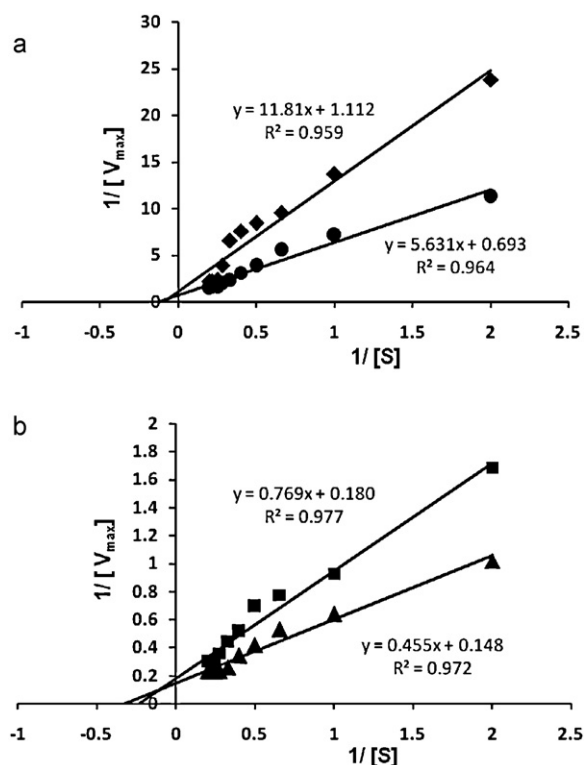 a
30
25
20
15
10
5
0
1/ [ Vmax]
y = 11.81x + 1.112
R² = 0.959
y = 5.631x + 0.693
R² = 0.964
-1 -0.5 0 0.5 1 1.5 2 2.5
1/ [S]
b
2
1.8
1.6
1.4
1.2
1
0.8
0.6
0.4
0.2
0
1/ [ Vmax]
y = 0.769x + 0.180
R² = 0.977
y = 0.455x + 0.148
R² = 0.972
-1 -0.5 0 0.5 1 1.5 2 2.5
1/ [S]